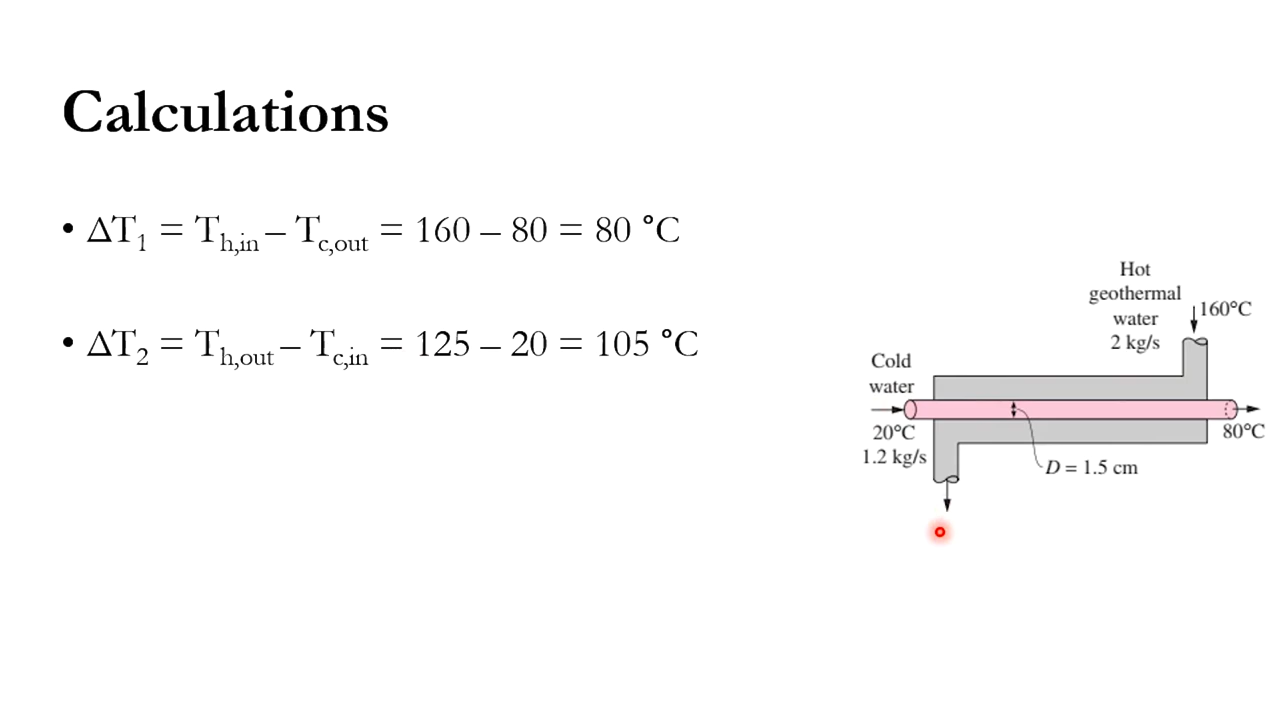 Calculations
• ΔT1 = Th,in – Tc,out = 160 – 80 = 80 °C
• ΔT2 = Th,out – Tc,in = 125 – 20 = 105 °C
Hot
geothermal
water
2 kg/s
160°C
Cold
water
20°C
1.2 kg/s
80°C
D = 1.5 cm